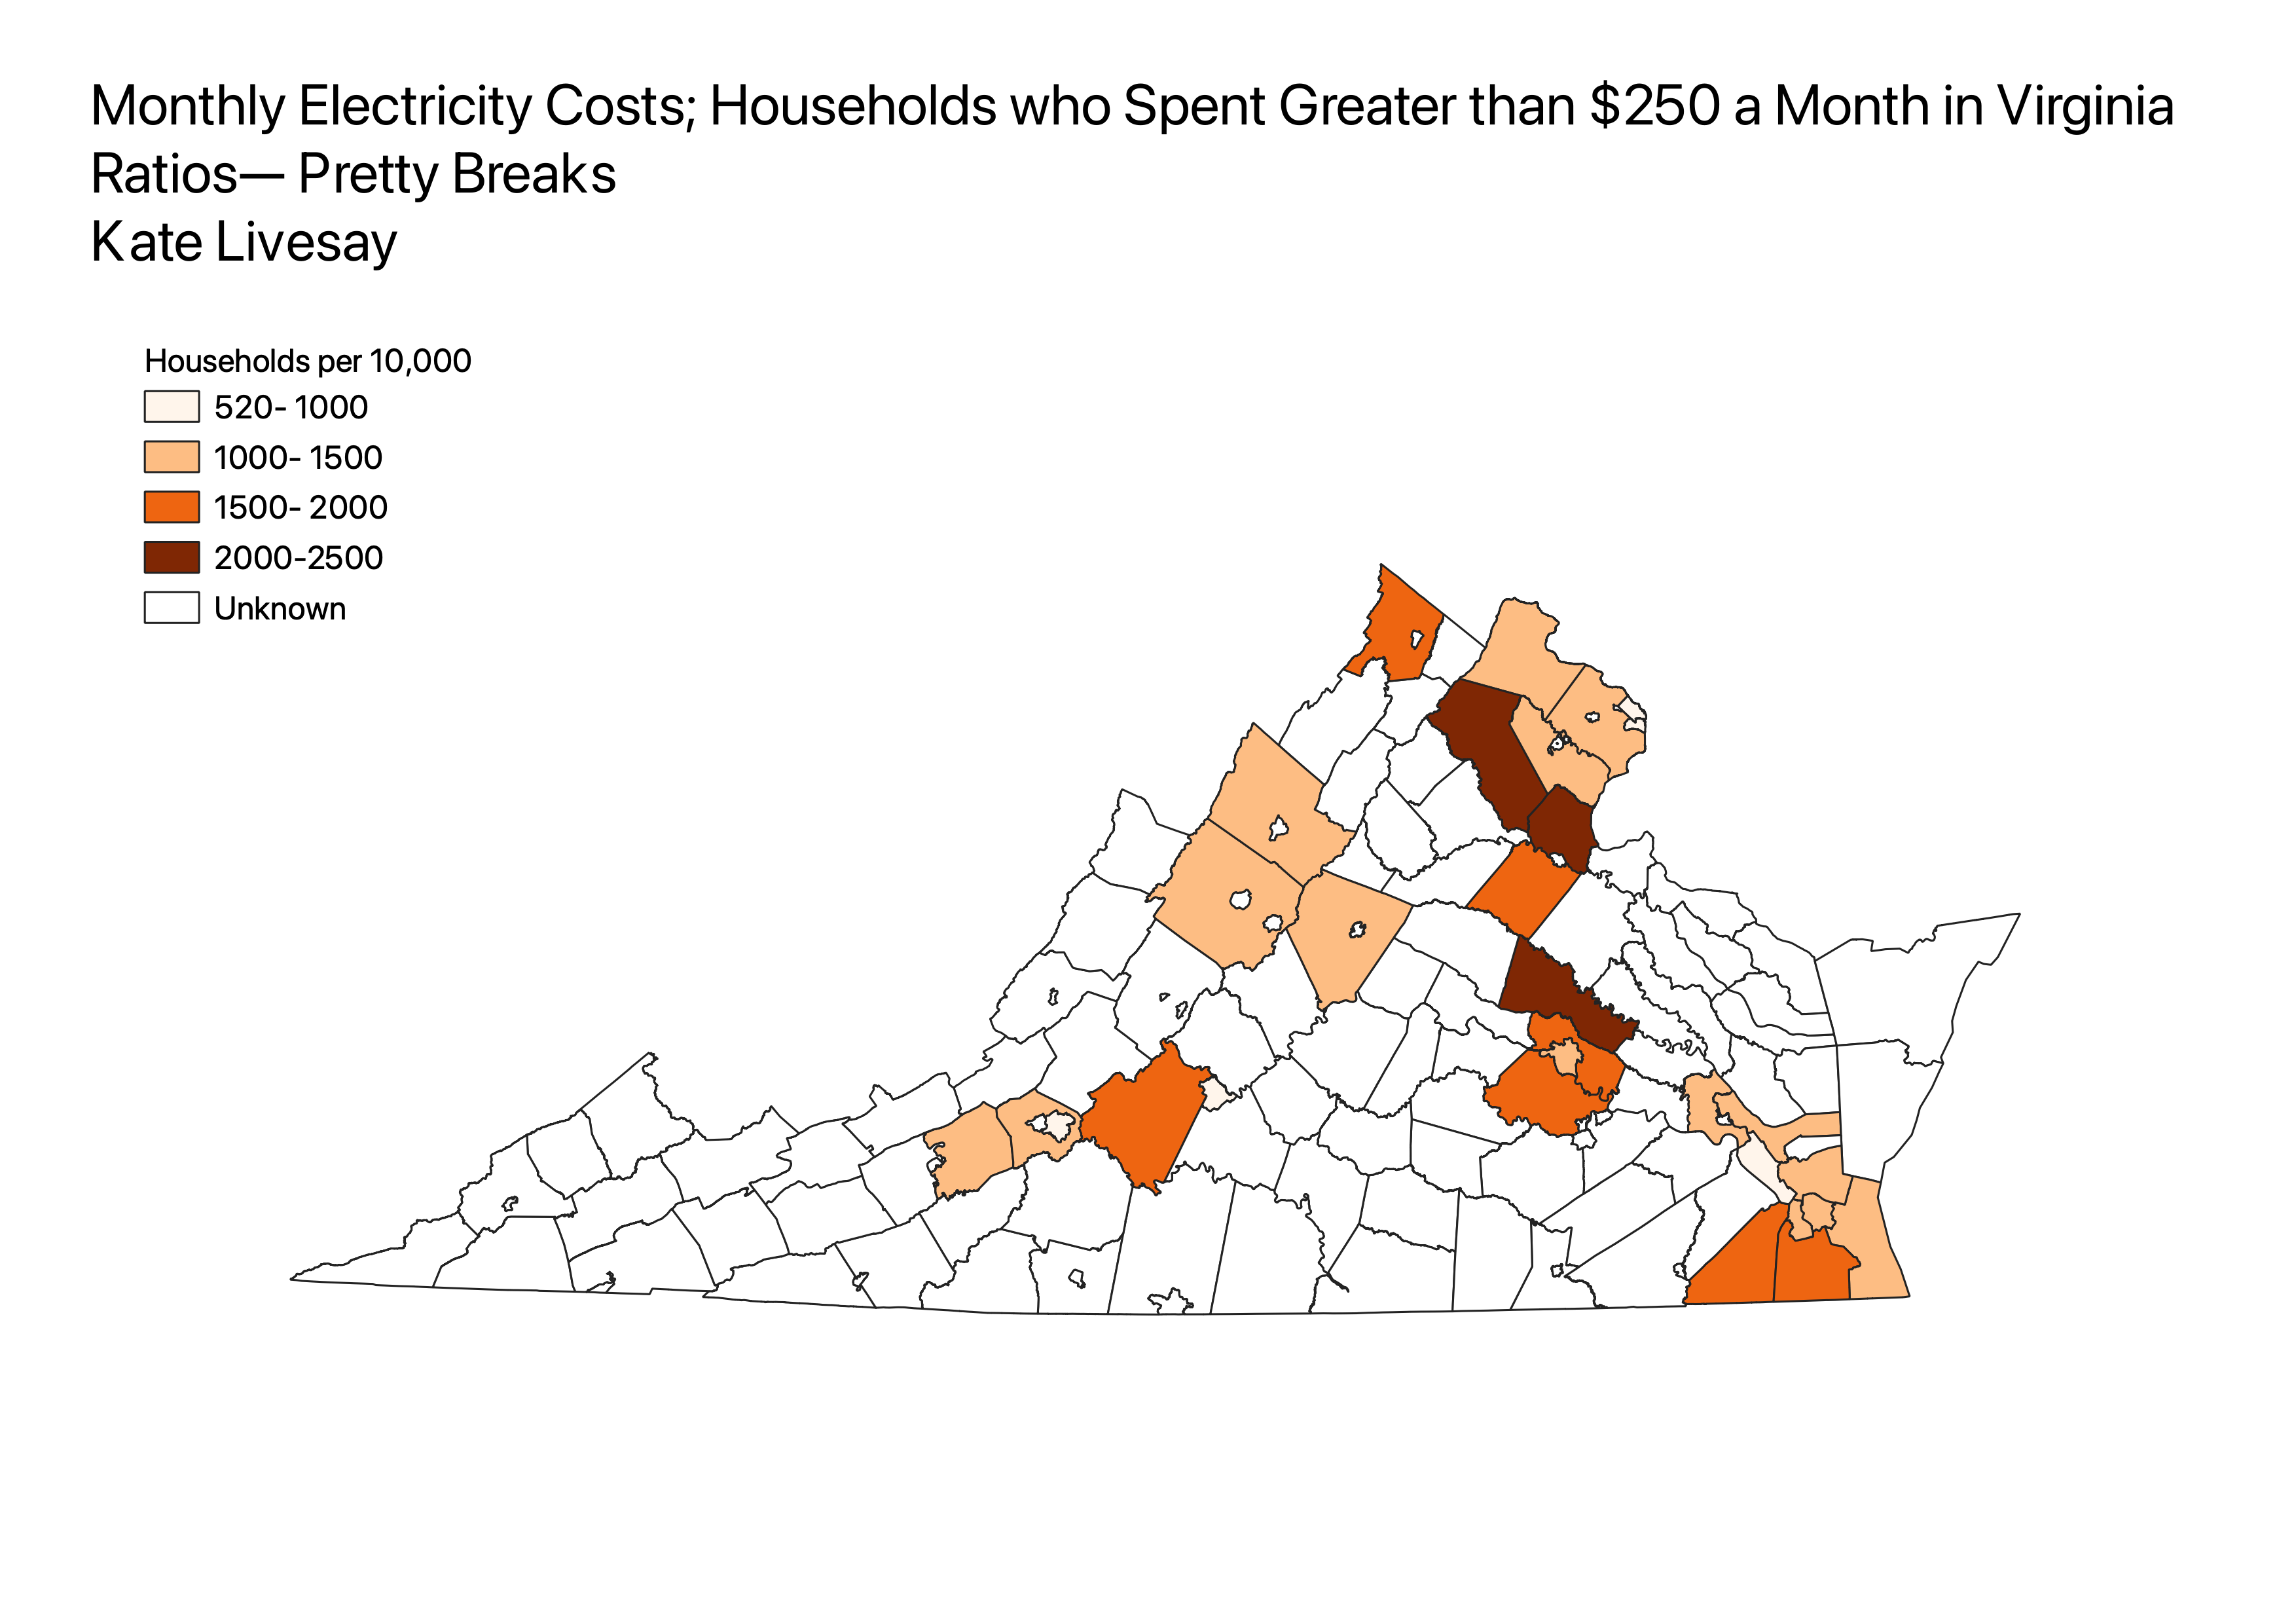 Monthly Electricity Costs; Households who Spent Greater than $250 a Month in Virginia
Ratios— Pretty Breaks
Kate Livesay
Households per 10,000
520- 1000
1000- 1500
1500- 2000
2000-2500
Unknown